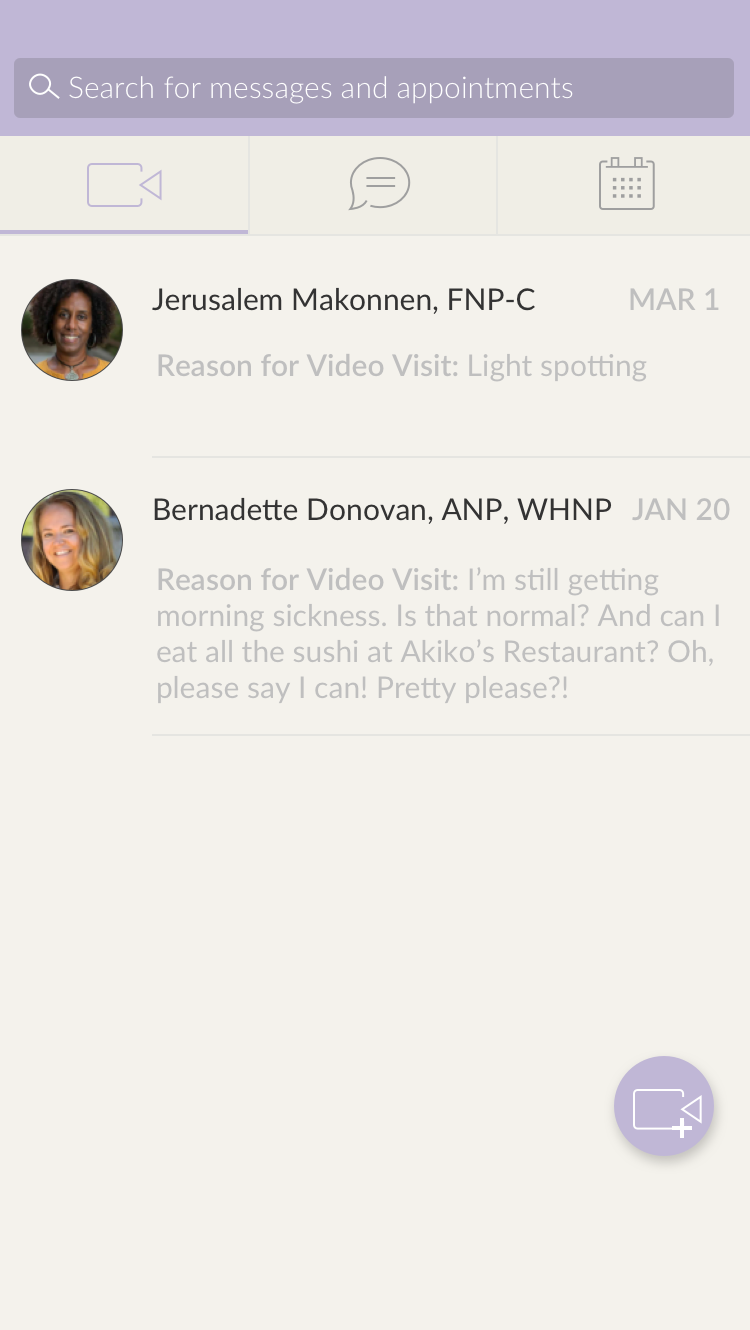 Search for messages and appointments
Jerusalem Makonnen, FNP-C MAR 1
Reason for Video Visit: Light spotting
Bernadette Donovan, ANP, WHNP JAN 20
Reason for Video Visit: I’m still getting
morning sickness. Is that normal? And can I
eat all the sushi at Akiko’s Restaurant? Oh,
please say I can! Pretty please?!